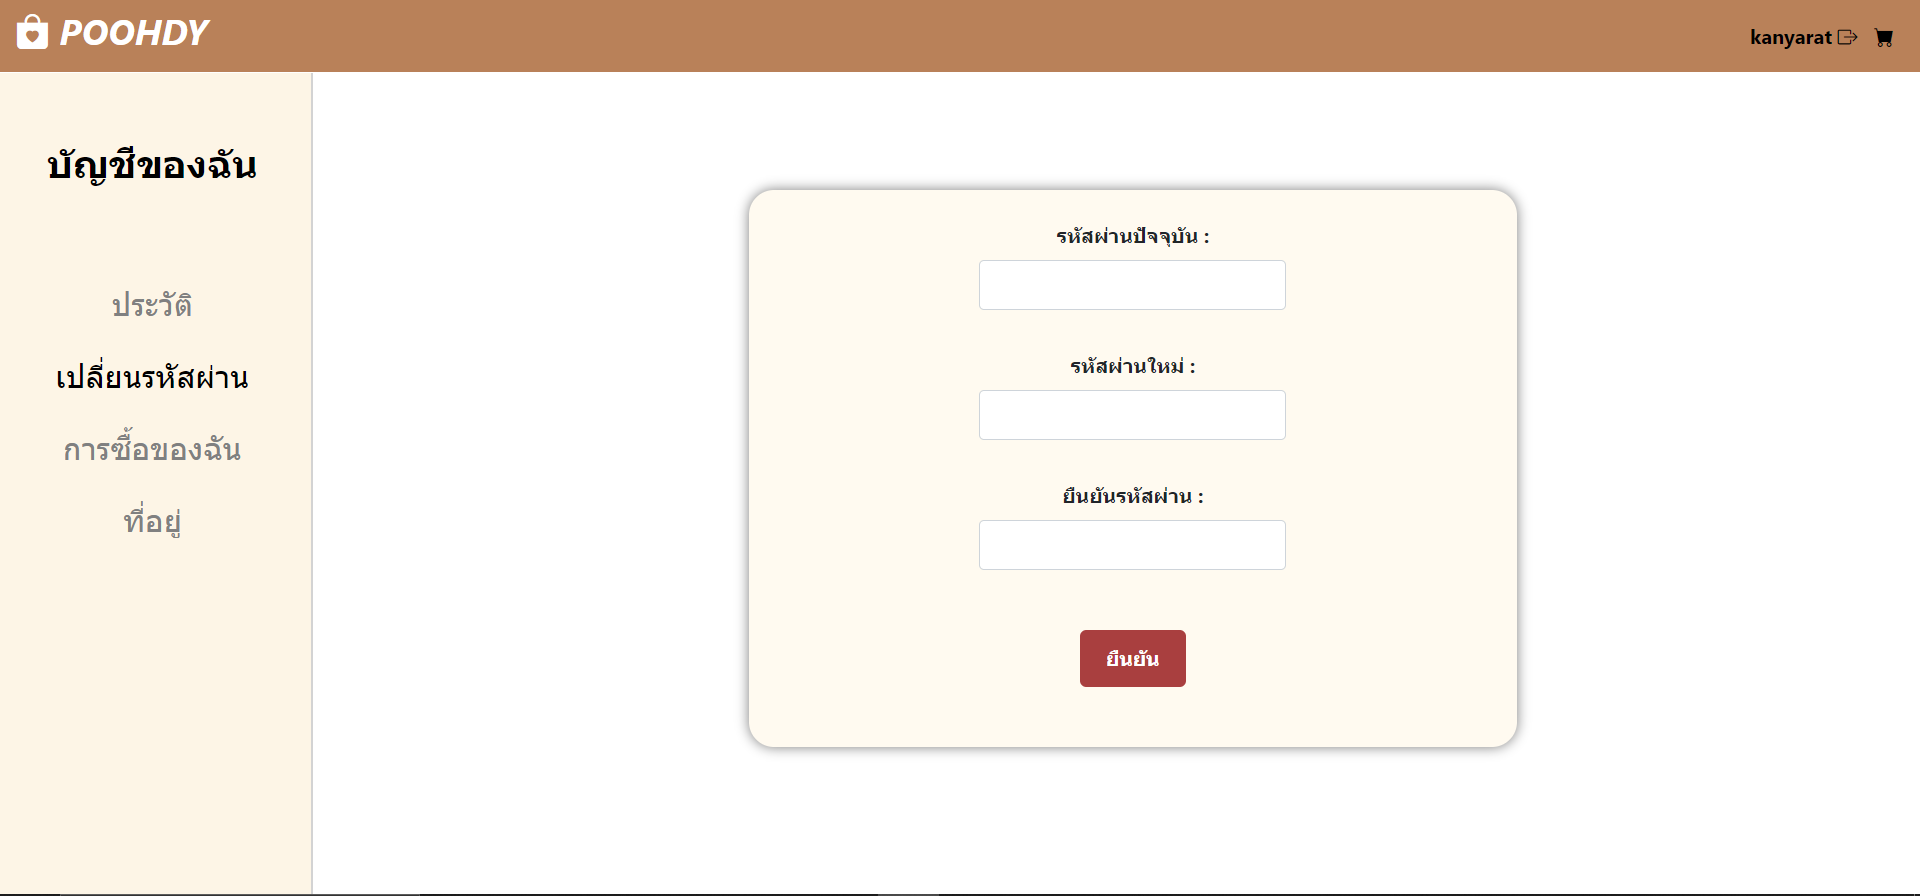 POOHDY
kanyarat
บัญชีของฉัน
ประวัติ
เปลี่ยนรหัสผ่าน
การซื้อของฉัน
ที่อยู่
รหัสผ่านปัจจุบัน :
รหัสผ่านใหม่ :
ยืนยันรหัสผ่าน :
ยืนยัน